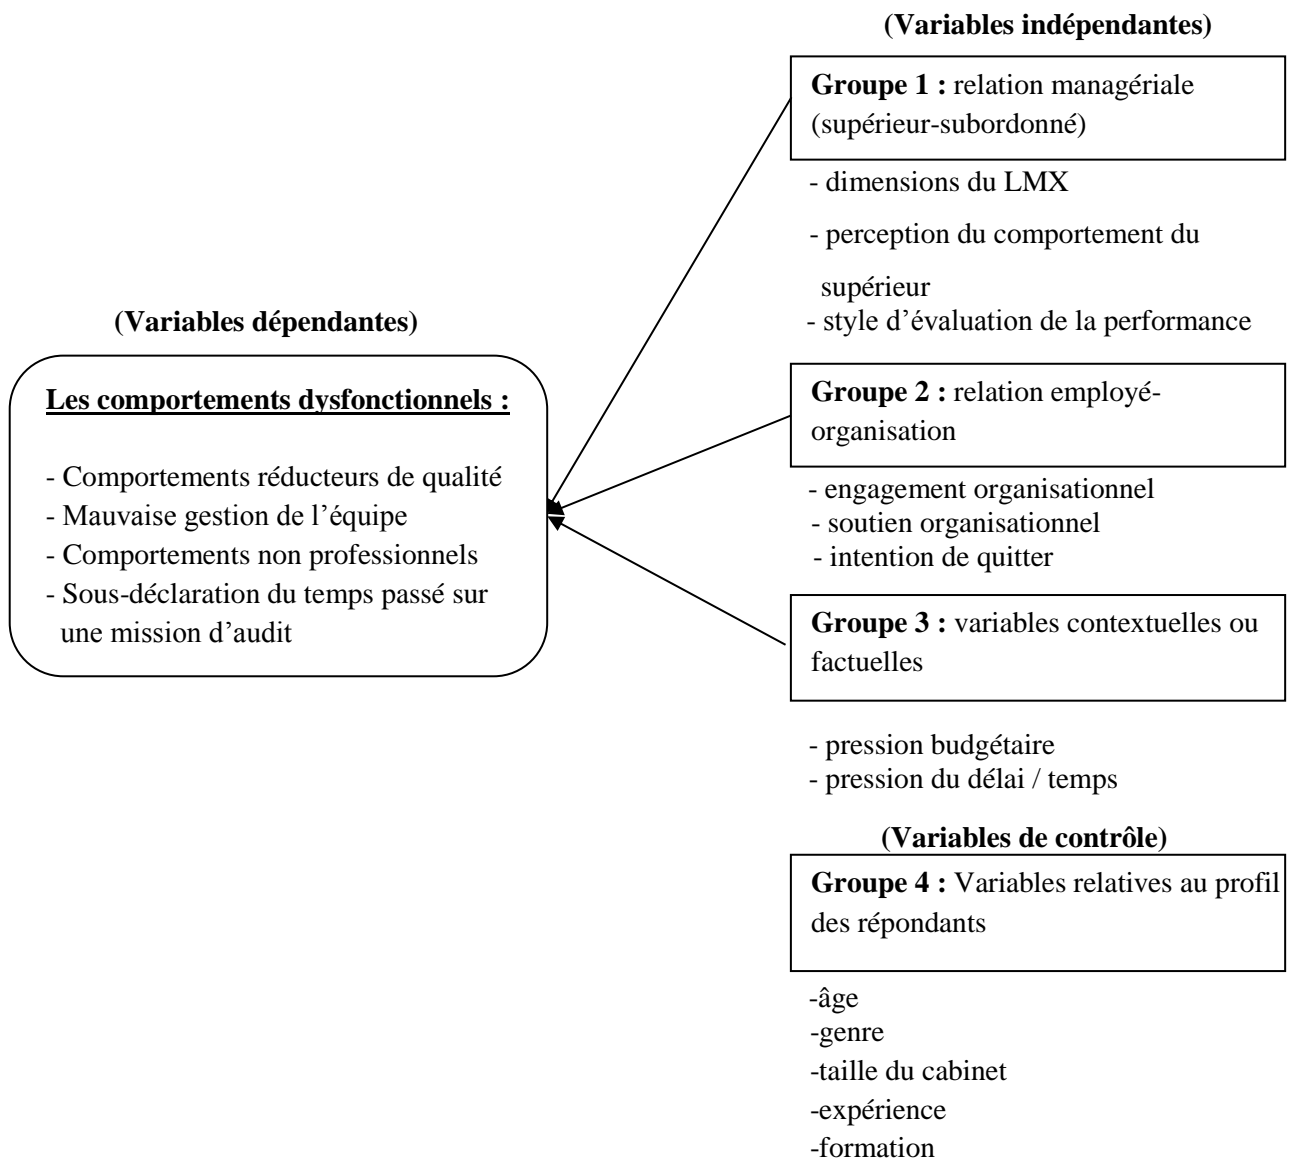 (Variables indépendantes)
Groupe 1 : relation managériale
(supérieur-subordonné)
- dimensions du LMX
- perception du comportement du
supérieur
- style d’évaluation de la performance
(Variables dépendantes)
Les comportements dysfonctionnels :
- Comportements réducteurs de qualité
- Mauvaise gestion de l’équipe
- Comportements non professionnels
- Sous-déclaration du temps passé sur
une mission d’audit
Groupe 2 : relation employé-
organisation
- engagement organisationnel
- soutien organisationnel
- intention de quitter
Groupe 3 : variables contextuelles ou
factuelles
- pression budgétaire
- pression du délai / temps
(Variables de contrôle)
Groupe 4 : Variables relatives au profil
des répondants
-âge
-genre
-taille du cabinet
-expérience
-formation